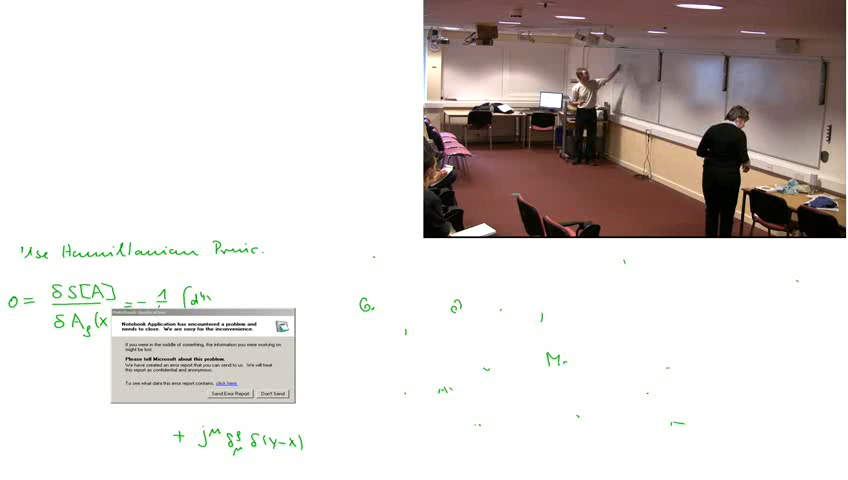 Use Hamiltonian Princ.
0 = δS[A] / δA_ρ(x = - 1/ ∫d⁴x
Notebook Application has encountered a problem and
needs to close. We are sorry for the inconvenience.
If you were in the middle of something, the information you were working on
might be lost.
Please tell Microsoft about this problem.
We have created an error report that you can send to us. We will treat
this report as confidential and anonymous.
To see what data this error report contains, click here.
Send Error Report Don't Send
+ j^μ δ^ρ_μ δ(y-x)